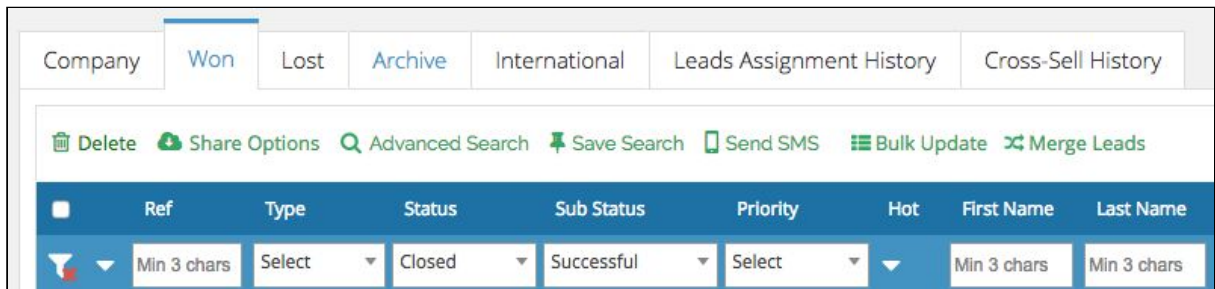 Company Won Lost Archive International Leads Assignment History Cross-Sell History
Delete Share Options Advanced Search Save Search Send SMS Bulk Update Merge Leads
Ref Type Status Sub Status Priority Hot First Name Last Name
Min 3 chars Select Closed Successful Select Min 3 chars Min 3 chars